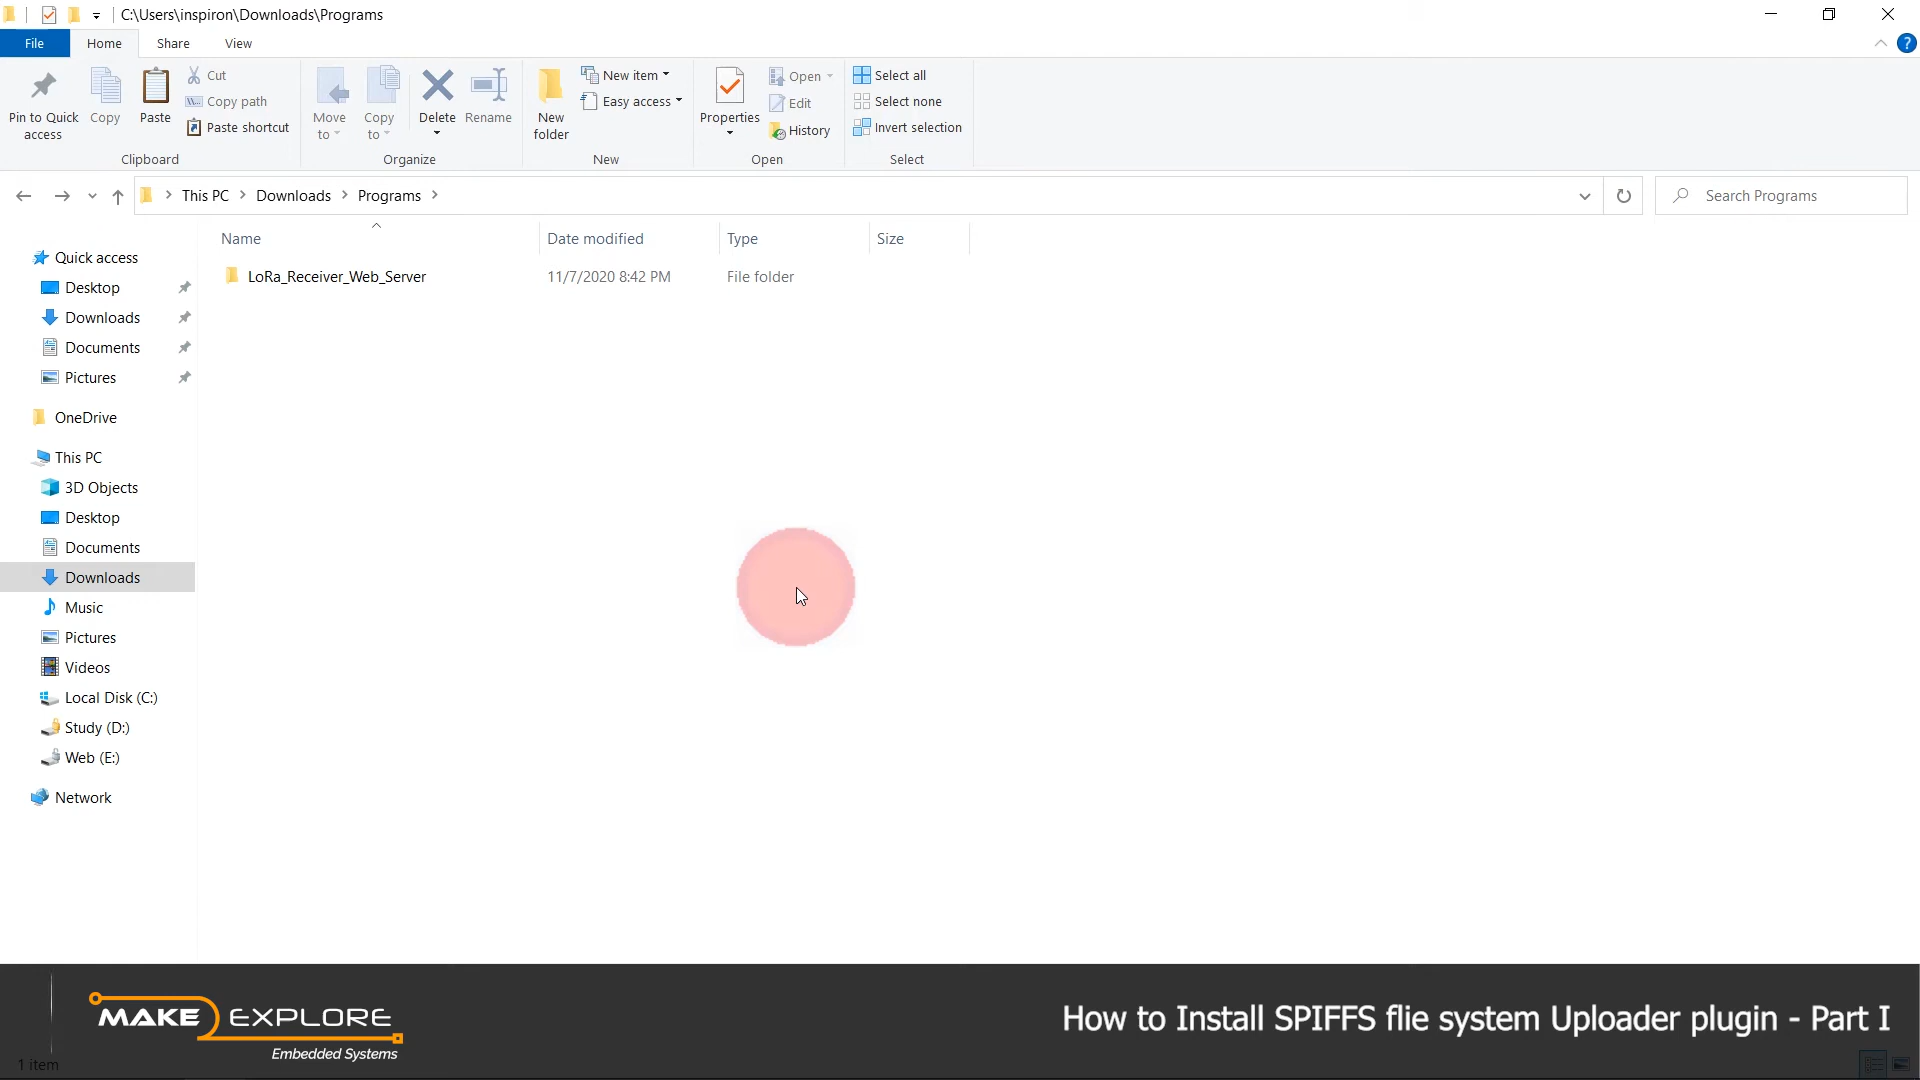 C:\Users\inspiron\Downloads\Programs
File
Home
Share
View
Pin to Quick access
Copy
Paste
Cut
Copy path
Paste shortcut
Clipboard
Move to
Copy to
Delete
Rename
Organize
New folder
New item
Easy access
New
Properties
Open
Edit
History
Open
Select all
Select none
Invert selection
Select
This PC > Downloads > Programs >
Search Programs
Name
Date modified
Type
Size
LoRa_Receiver_Web_Server
11/7/2020 8:42 PM
File folder
Quick access
Desktop
Downloads
Documents
Pictures
OneDrive
This PC
3D Objects
Desktop
Documents
Downloads
Music
Pictures
Videos
Local Disk (C:)
Study (D:)
Web (E:)
Network
MAKE EXPLORE
Embedded Systems
How to Install SPIFFS flie system Uploader plugin - Part I
1 item